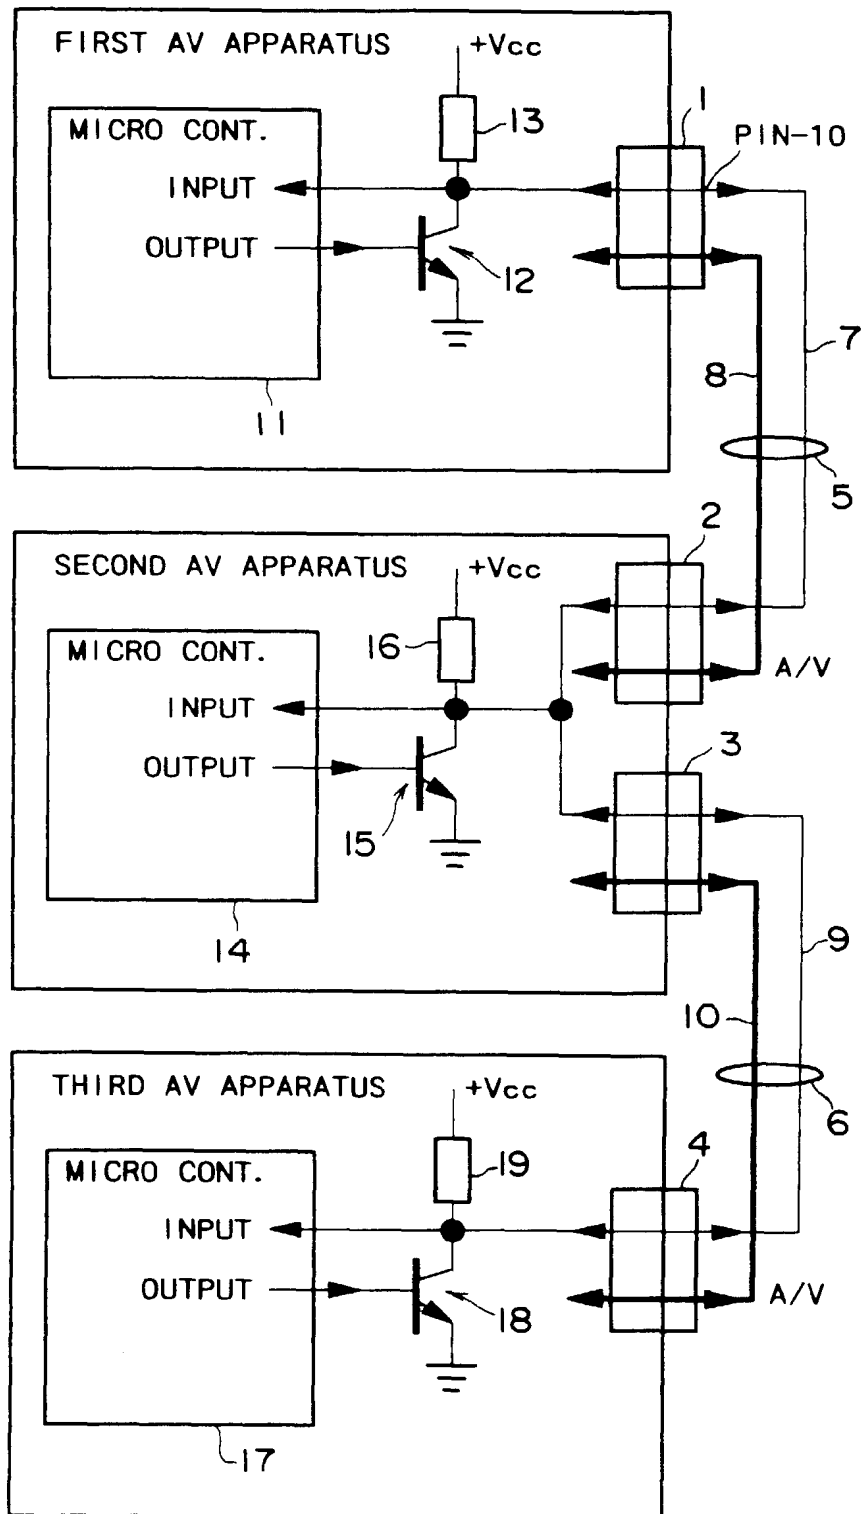 FIRST AV APPARATUS
+Vcc
13
1
PIN-10
MICRO CONT.
INPUT
OUTPUT
12
11
8
7
5
2
SECOND AV APPARATUS
+Vcc
16
MICRO CONT.
INPUT
OUTPUT
15
14
A/V
3
9
10
6
THIRD AV APPARATUS
+Vcc
19
4
MICRO CONT.
INPUT
OUTPUT
18
17
A/V